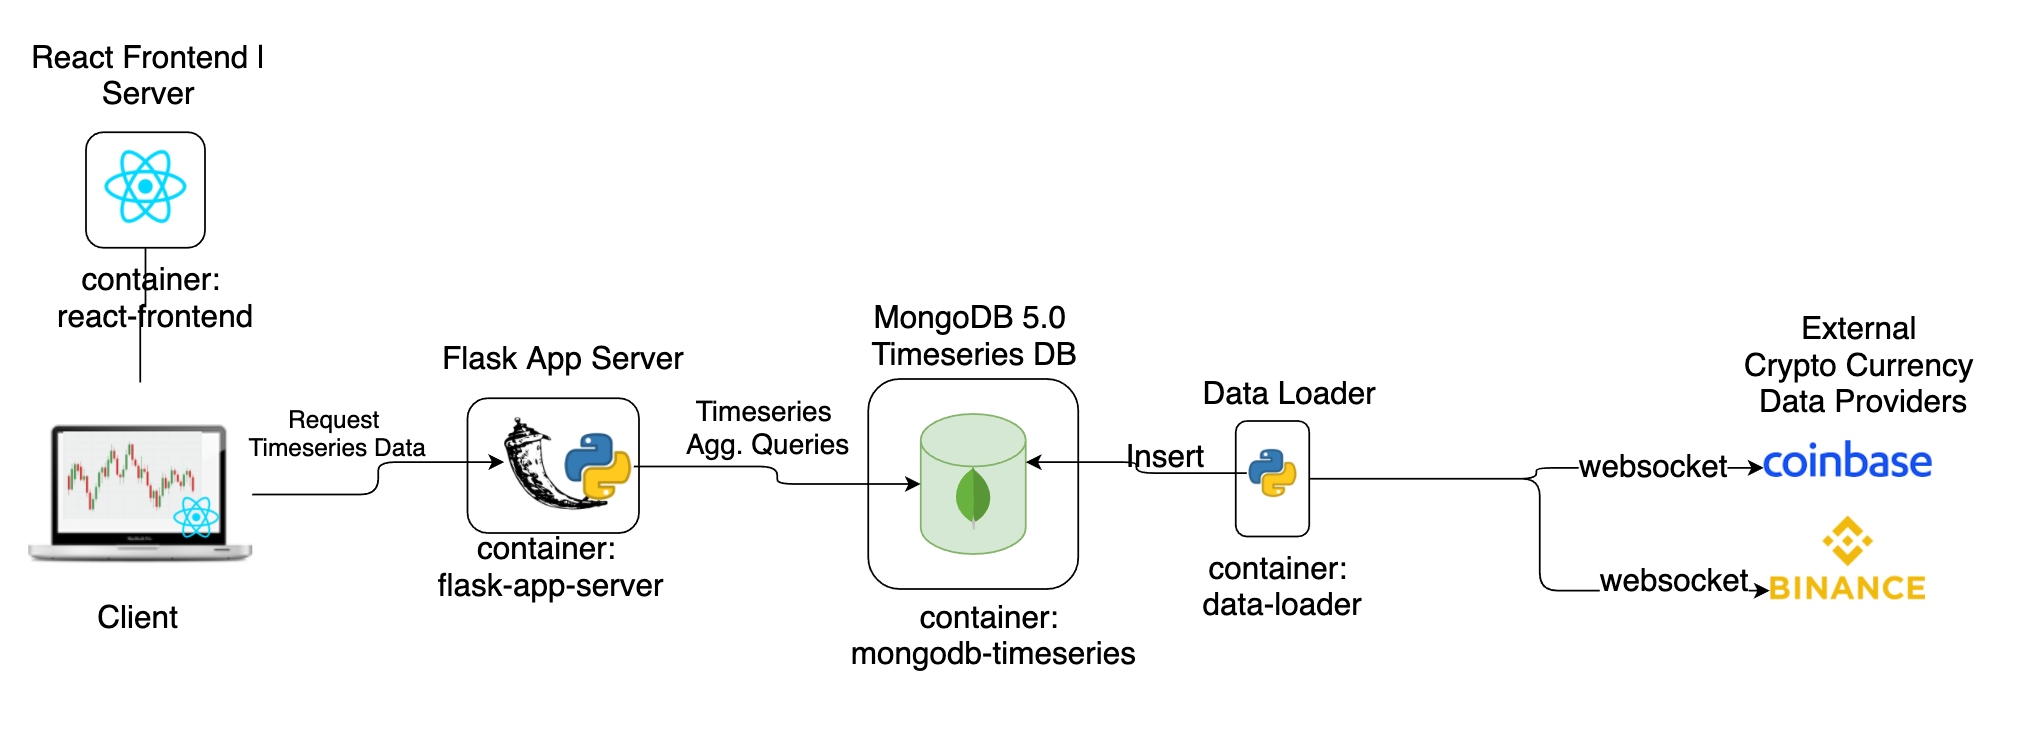 React Frontend |
Server
container:
react-frontend
Client
Request
Timeseries Data
Flask App Server
container:
flask-app-server
Timeseries
Agg. Queries
MongoDB 5.0
Timeseries DB
container:
mongodb-timeseries
Insert
Data Loader
container:
data-loader
External
Crypto Currency
Data Providers
websocket
coinbase
websocket
BINANCE